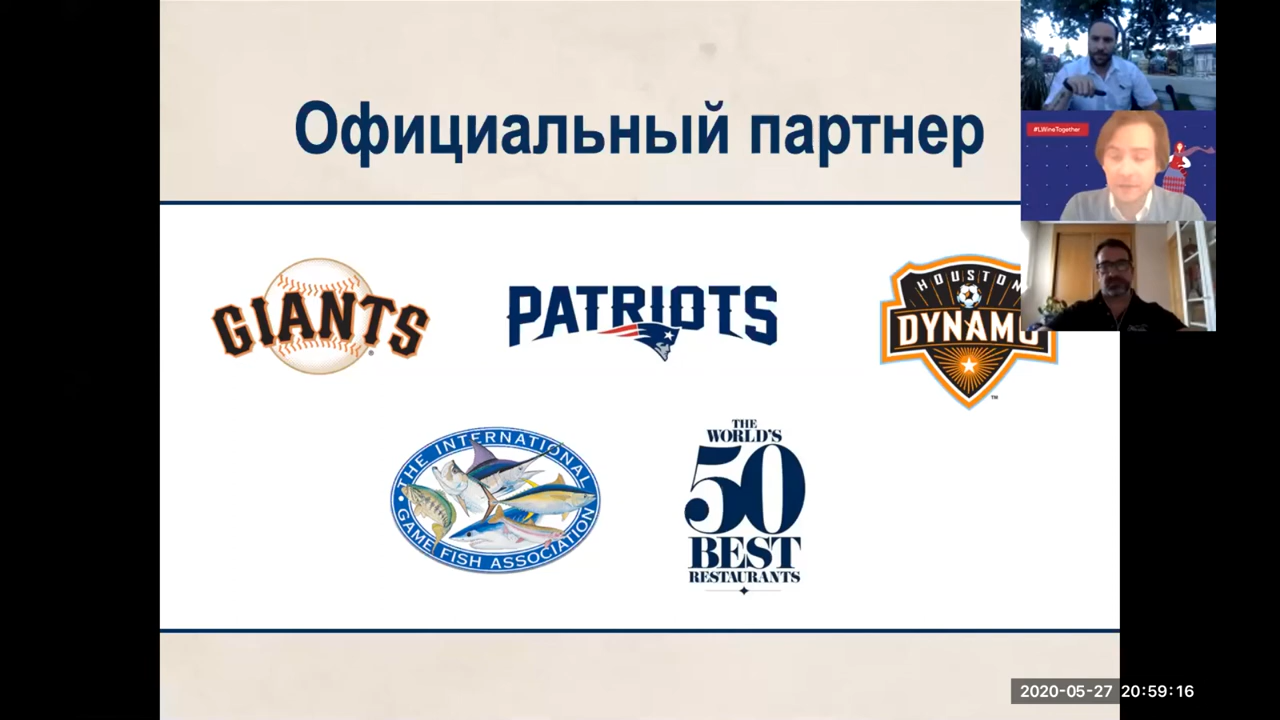 Официальный партнер
#LWineTogether
GIANTS
PATRIOTS
HOUSTON
DYNAMO
TM
THE INTERNATIONAL
GAME FISH ASSOCIATION
THE
WORLD'S
50
BEST
RESTAURANTS
2020-05-27 20:59:16